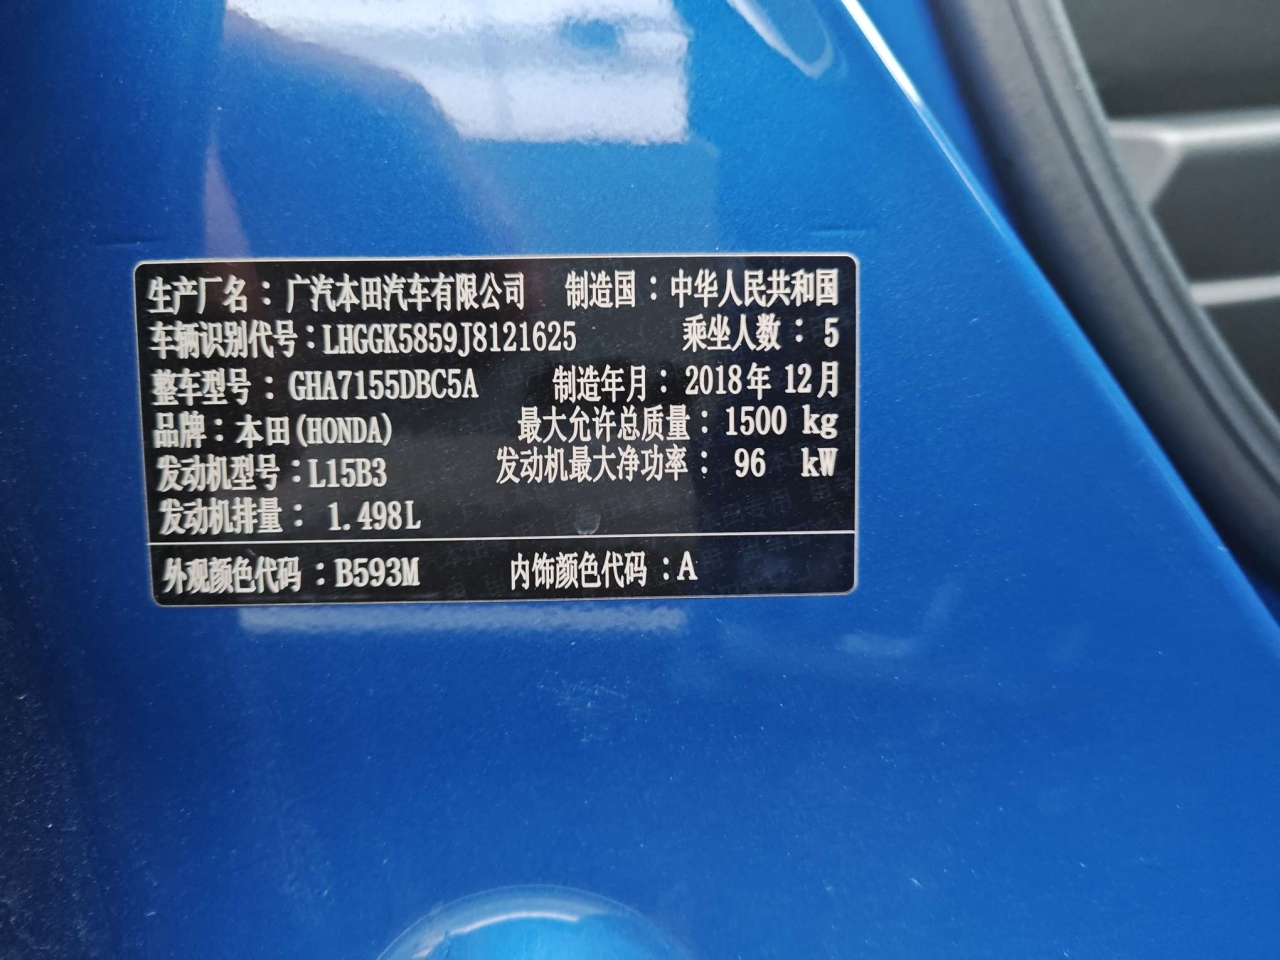 生产厂名：广汽本田汽车有限公司 制造国：中华人民共和国
车辆识别代号：LHGGK5859J8121625 乘坐人数：5
整车型号：GHA7155DBC5A 制造年月：2018年12月
品牌：本田(HONDA) 最大允许总质量：1500 kg
发动机型号：L15B3 发动机最大净功率：96 kW
发动机排量：1.498L
外观颜色代码：B593M 内饰颜色代码：A